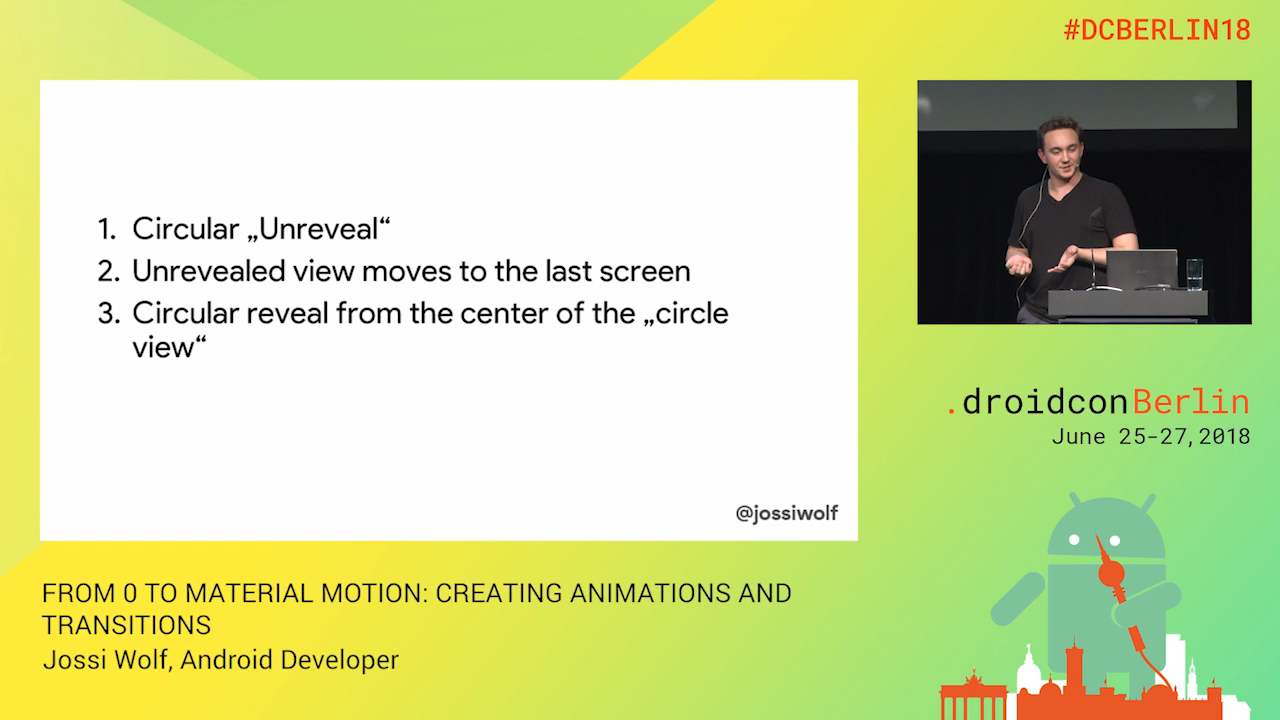 #DCBERLIN18
1. Circular „Unreveal“
2. Unrevealed view moves to the last screen
3. Circular reveal from the center of the „circle
view“
@jossiwolf
.droidconBerlin
June 25-27,2018
FROM 0 TO MATERIAL MOTION: CREATING ANIMATIONS AND
TRANSITIONS
Jossi Wolf, Android Developer